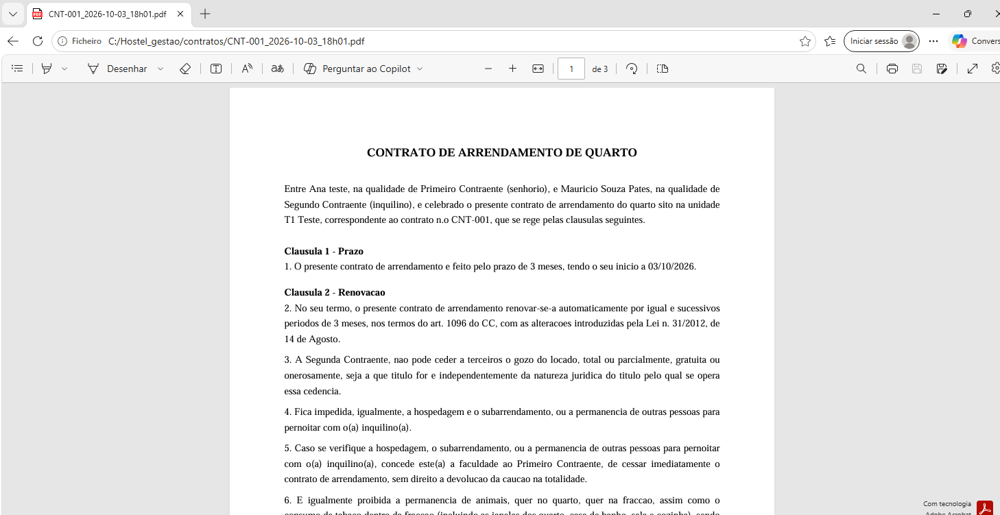 CNT-001_2026-10-03_18h01.pdf
Ficheiro C:/Hostel_gestao/contratos/CNT-001_2026-10-03_18h01.pdf
Iniciar sessão
Convers
Desenhar
Perguntar ao Copilot
1 de 3
CONTRATO DE ARRENDAMENTO DE QUARTO
Entre Ana teste, na qualidade de Primeiro Contraente (senhorio), e Mauricio Souza Pates, na qualidade de
Segundo Contraente (inquilino), e celebrado o presente contrato de arrendamento do quarto sito na unidade
T1 Teste, correspondente ao contrato n.o CNT-001, que se rege pelas clausulas seguintes.
Clausula 1 - Prazo
1. O presente contrato de arrendamento e feito pelo prazo de 3 meses, tendo o seu inicio a 03/10/2026.
Clausula 2 - Renovacao
2. No seu termo, o presente contrato de arrendamento renovar-se-a automaticamente por igual e sucessivos
periodos de 3 meses, nos termos do art. 1096 do CC, com as alteracoes introduzidas pela Lei n. 31/2012, de
14 de Agosto.
3. A Segunda Contraente, nao pode ceder a terceiros o gozo do locado, total ou parcialmente, gratuita ou
onerosamente, seja a que titulo for e independentemente da natureza juridica do titulo pelo qual se opera
essa cedencia.
4. Fica impedida, igualmente, a hospedagem e o subarrendamento, ou a permanencia de outras pessoas para
pernoitar com o(a) inquilino(a).
5. Caso se verifique a hospedagem, o subarrendamento, ou a permanencia de outras pessoas para pernoitar
com o(a) inquilino(a), concede este(a) a faculdade ao Primeiro Contraente, de cessar imediatamente o
contrato de arrendamento, sem direito a devolucao da caucao na totalidade.
6. E igualmente proibida a permanencia de animais, quer no quarto, quer na fraccao, assim como o
consumo de tabaco dentro da fraccao (incluindo as janelas dos quarto, casa de banho, sala e cozinha), sendo
Com tecnologia
Adobe Acrobat